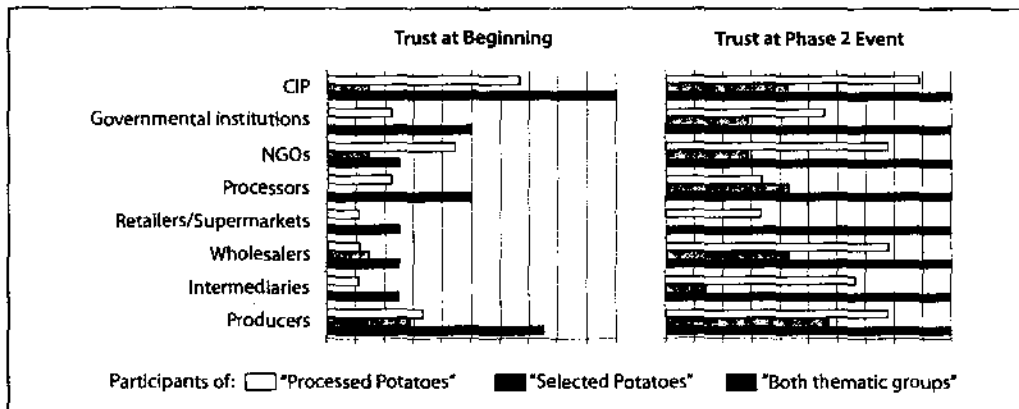 Trust at Beginning
Trust at Phase 2 Event
CIP
Governmental institutions
NGOs
Processors
Retailers/Supermarkets
Wholesalers
Intermediaries
Producers
Participants of: "Processed Potatoes" "Selected Potatoes" "Both thematic groups"